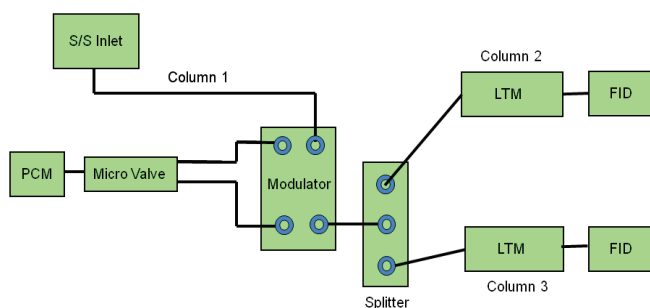 S/S Inlet
Column 1
Column 2
LTM
FID
PCM
Micro Valve
Modulator
LTM
FID
Column 3
Splitter